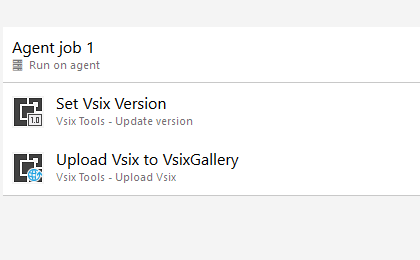 Agent job 1
Run on agent
Set Vsix Version
1.0
Vsix Tools - Update version
Upload Vsix to VsixGallery
Vsix Tools - Upload Vsix